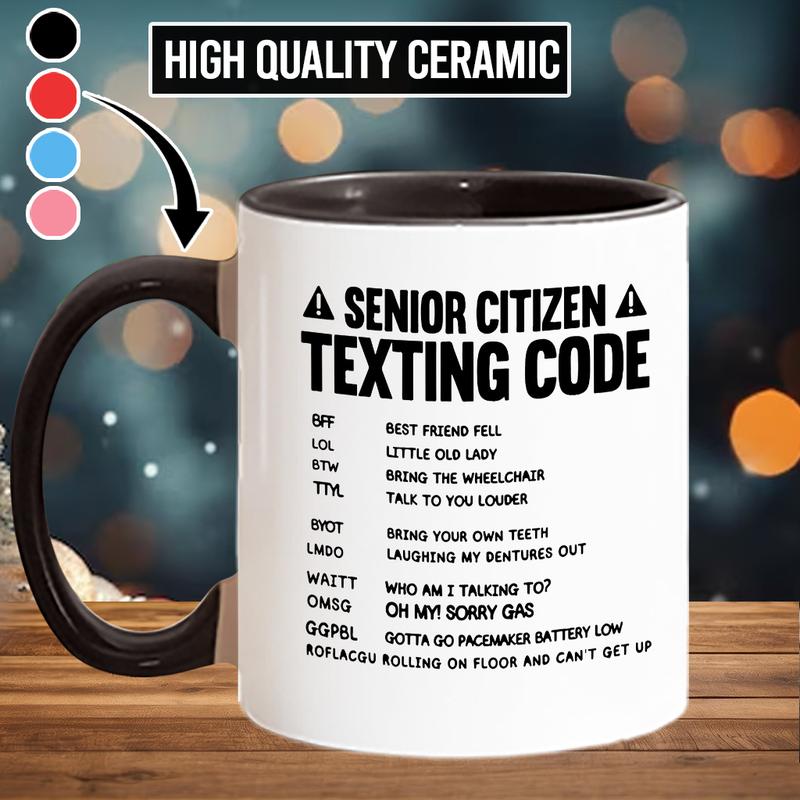 HIGH QUALITY CERAMIC
SENIOR CITIZEN
TEXTING CODE
BFF BEST FRIEND FELL
LOL LITTLE OLD LADY
BTW BRING THE WHEELCHAIR
TTYL TALK TO YOU LOUDER
BYOT BRING YOUR OWN TEETH
LMDO LAUGHING MY DENTURES OUT
WAITT WHO AM I TALKING TO?
OMSG OH MY! SORRY GAS
GGPBL GOTTA GO PACEMAKER BATTERY LOW
ROFLACGU ROLLING ON FLOOR AND CAN'T GET UP